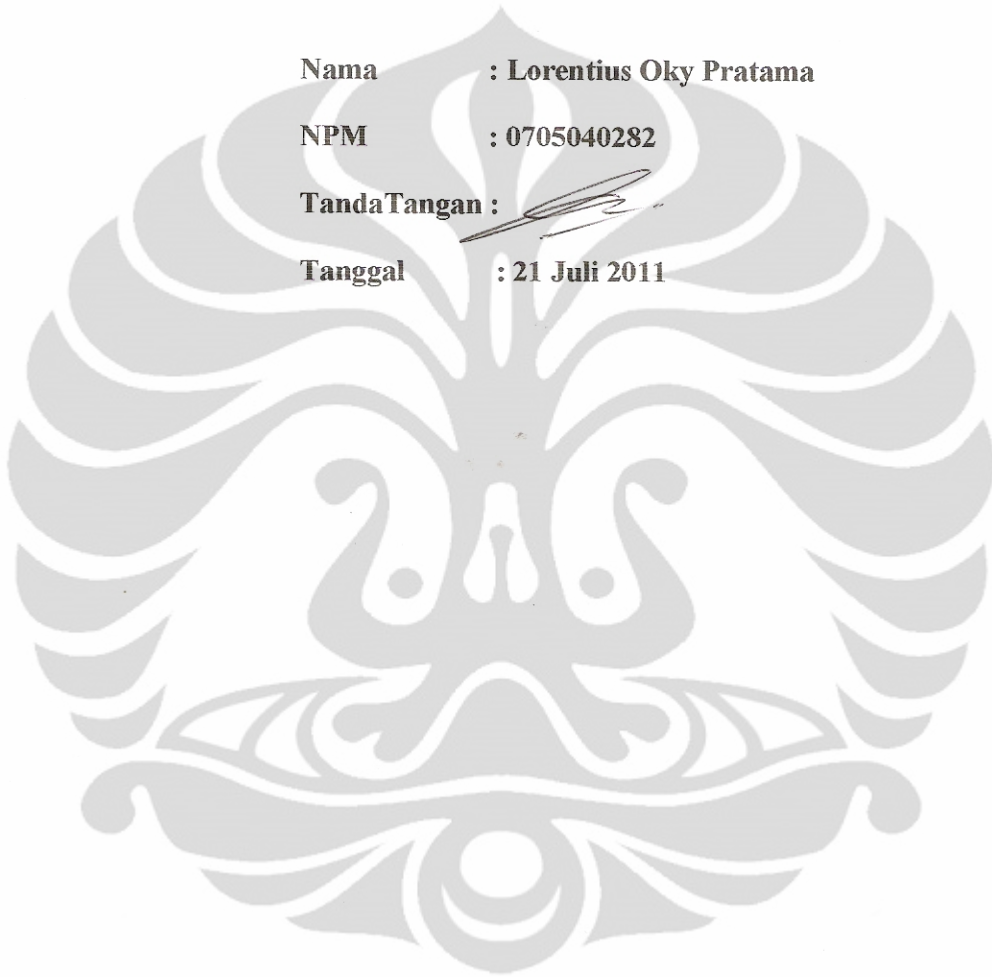 Nama : Lorentius Oky Pratama
NPM : 0705040282
TandaTangan :
Tanggal : 21 Juli 2011